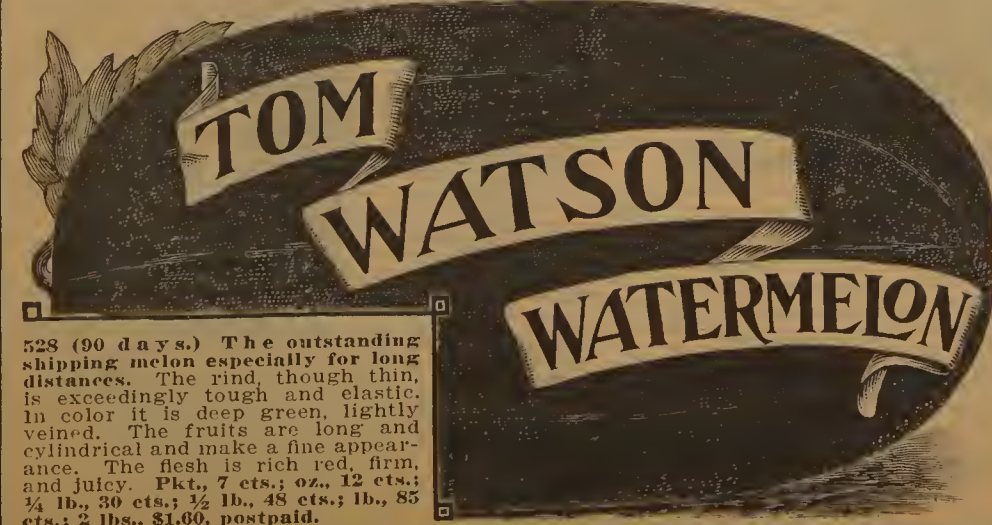 TOM
WATSON
WATERMELON
528 (90 days.) The outstanding
shipping melon especially for long
distances. The rind, though thin,
is exceedingly tough and elastic.
In color it is deep green, lightly
veined. The fruits are long and
cylindrical and make a fine appear-
ance. The flesh is rich red, firm,
and juicy. Pkt., 7 cts.; oz., 12 cts.;
¼ lb., 30 cts.; ½ lb., 48 cts.; lb., 85
cts.; 2 lbs., $1.60, postpaid.